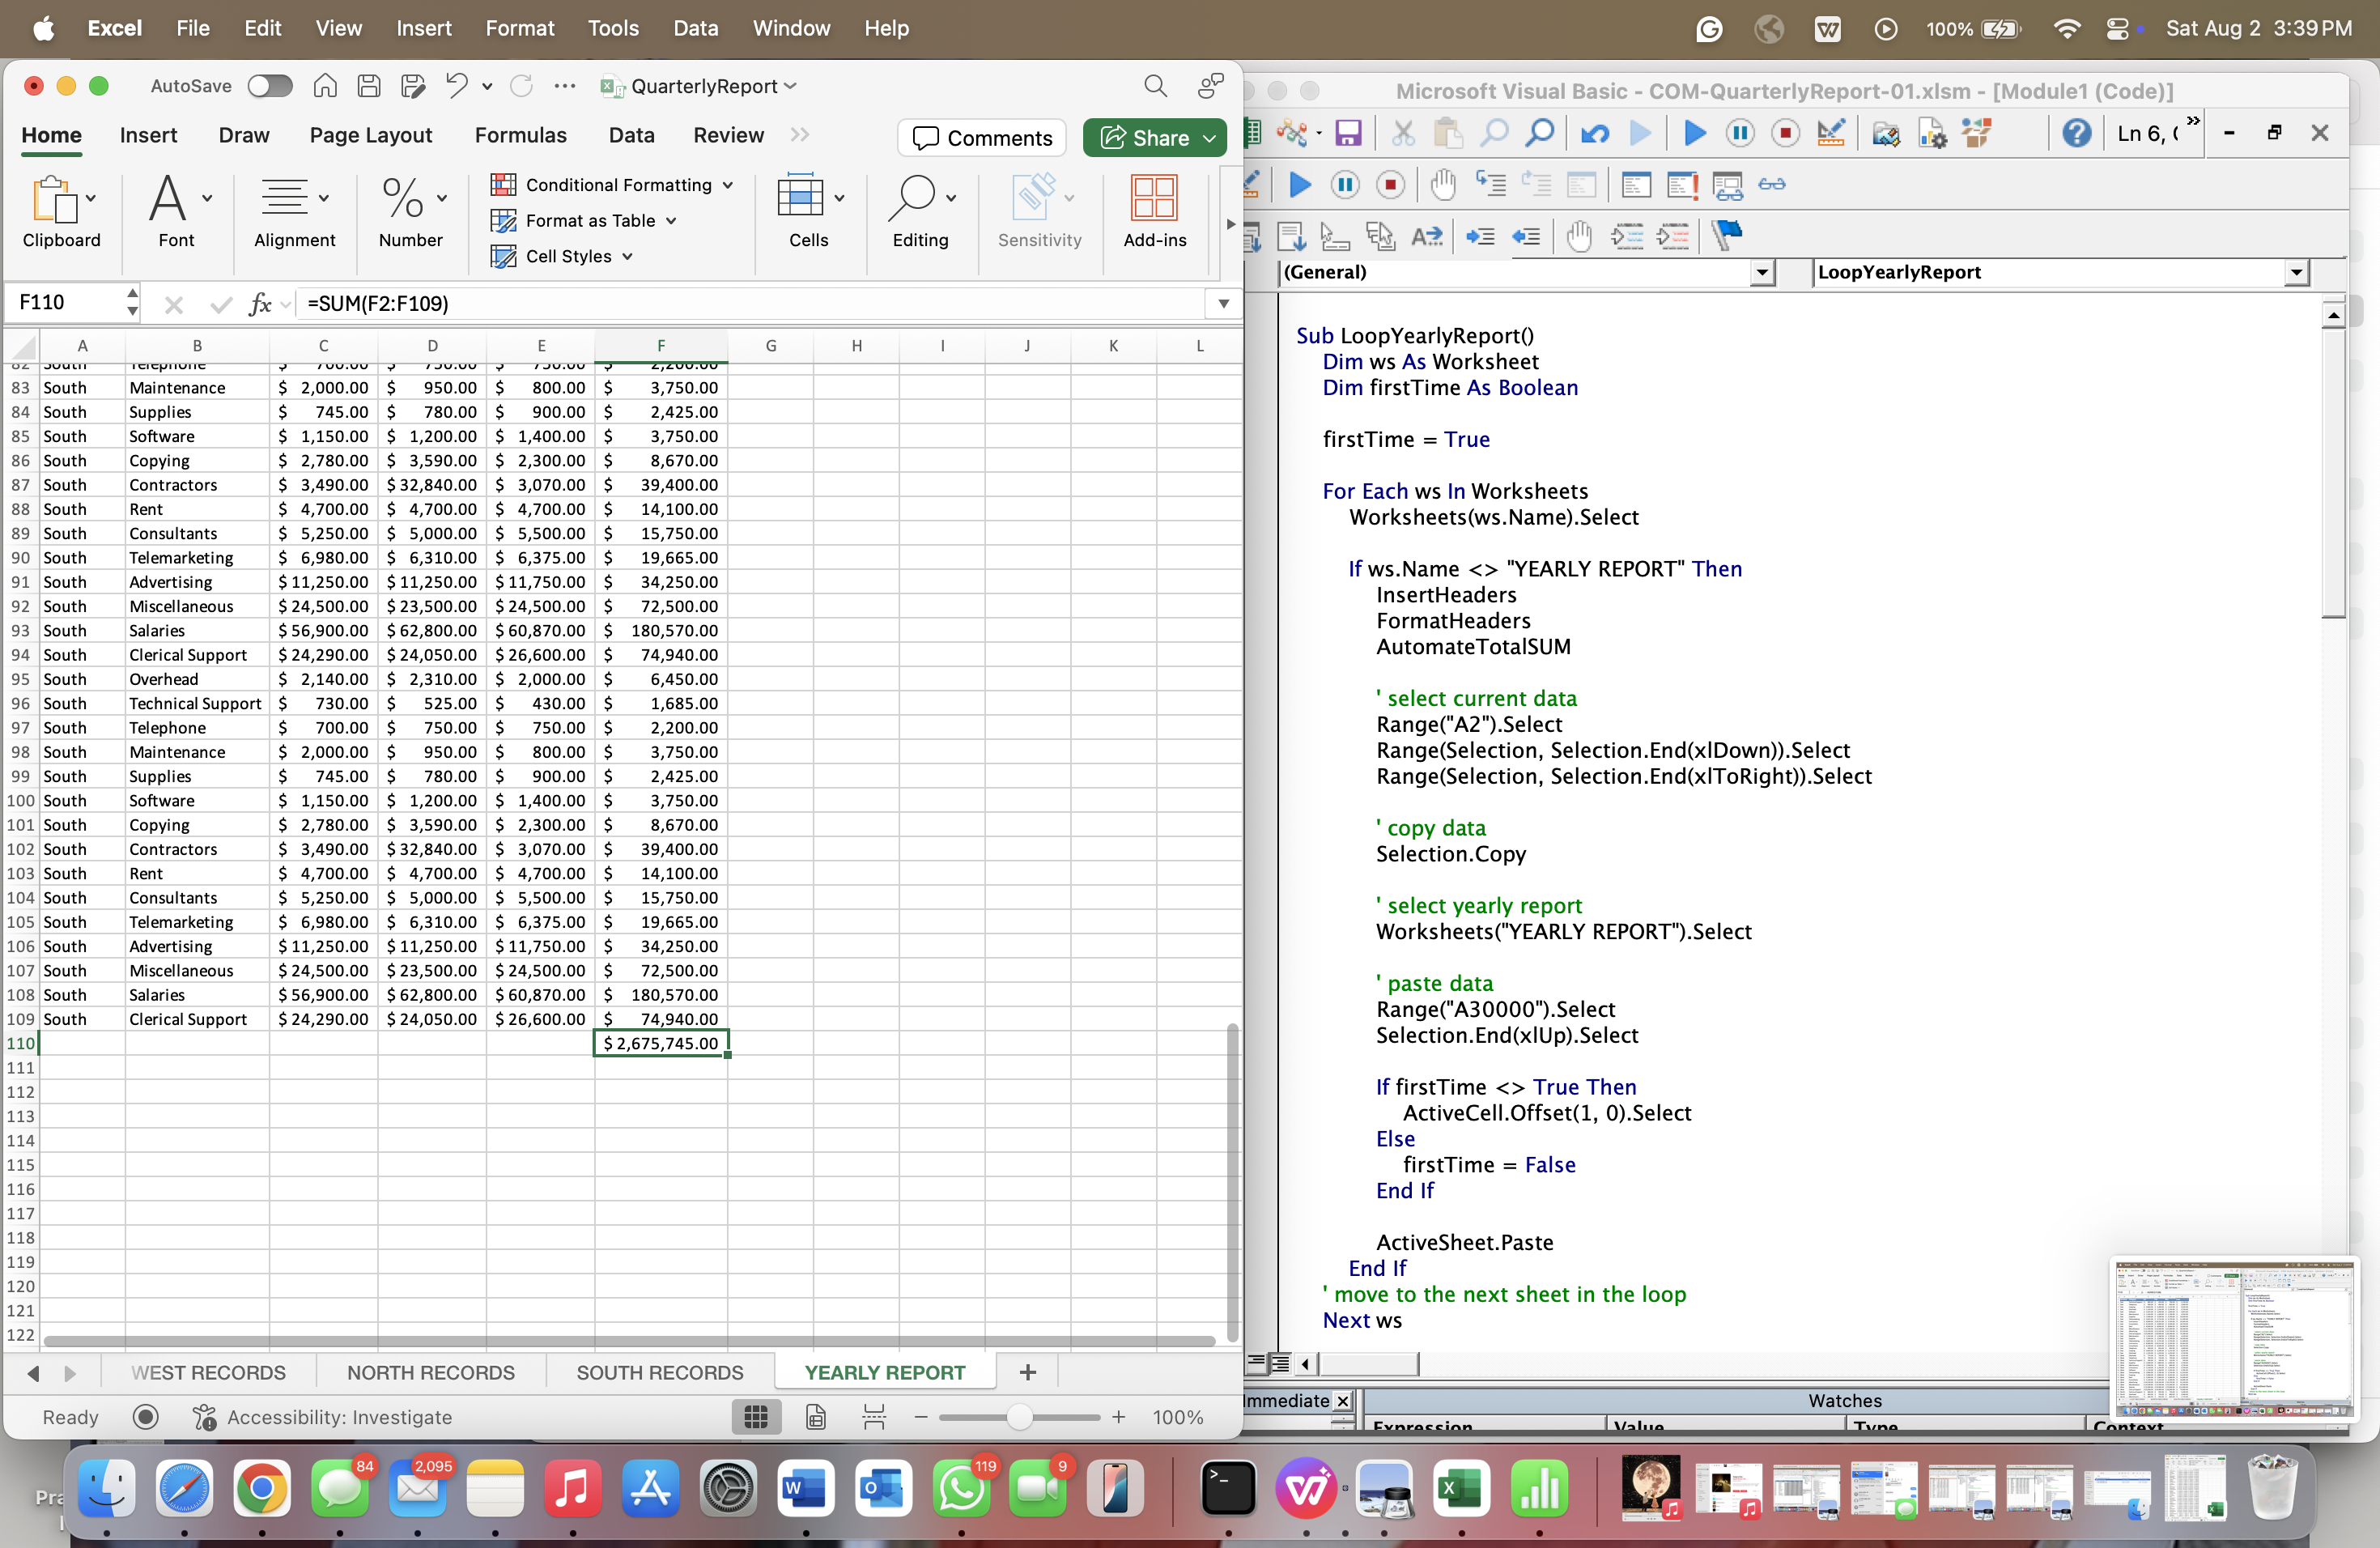 Excel File Edit View Insert Format Tools Data Window Help 100% Sat Aug 2 3:39 PM
AutoSave QuarterlyReport
Home Insert Draw Page Layout Formulas Data Review Comments Share
Clipboard Font Alignment Number Conditional Formatting Format as Table Cell Styles Cells Editing Sensitivity Add-ins
F110 fx =SUM(F2:F109)
A B C D E F G H I J K L
82 South Telephone $ 700.00 $ 750.00 $ 750.00 $ 2,200.00
83 South Maintenance $ 2,000.00 $ 950.00 $ 800.00 $ 3,750.00
84 South Supplies $ 745.00 $ 780.00 $ 900.00 $ 2,425.00
85 South Software $ 1,150.00 $ 1,200.00 $ 1,400.00 $ 3,750.00
86 South Copying $ 2,780.00 $ 3,590.00 $ 2,300.00 $ 8,670.00
87 South Contractors $ 3,490.00 $ 32,840.00 $ 3,070.00 $ 39,400.00
88 South Rent $ 4,700.00 $ 4,700.00 $ 4,700.00 $ 14,100.00
89 South Consultants $ 5,250.00 $ 5,000.00 $ 5,500.00 $ 15,750.00
90 South Telemarketing $ 6,980.00 $ 6,310.00 $ 6,375.00 $ 19,665.00
91 South Advertising $ 11,250.00 $ 11,250.00 $ 11,750.00 $ 34,250.00
92 South Miscellaneous $ 24,500.00 $ 23,500.00 $ 24,500.00 $ 72,500.00
93 South Salaries $ 56,900.00 $ 62,800.00 $ 60,870.00 $ 180,570.00
94 South Clerical Support $ 24,290.00 $ 24,050.00 $ 26,600.00 $ 74,940.00
95 South Overhead $ 2,140.00 $ 2,310.00 $ 2,000.00 $ 6,450.00
96 South Technical Support $ 730.00 $ 525.00 $ 430.00 $ 1,685.00
97 South Telephone $ 700.00 $ 750.00 $ 750.00 $ 2,200.00
98 South Maintenance $ 2,000.00 $ 950.00 $ 800.00 $ 3,750.00
99 South Supplies $ 745.00 $ 780.00 $ 900.00 $ 2,425.00
100 South Software $ 1,150.00 $ 1,200.00 $ 1,400.00 $ 3,750.00
101 South Copying $ 2,780.00 $ 3,590.00 $ 2,300.00 $ 8,670.00
102 South Contractors $ 3,490.00 $ 32,840.00 $ 3,070.00 $ 39,400.00
103 South Rent $ 4,700.00 $ 4,700.00 $ 4,700.00 $ 14,100.00
104 South Consultants $ 5,250.00 $ 5,000.00 $ 5,500.00 $ 15,750.00
105 South Telemarketing $ 6,980.00 $ 6,310.00 $ 6,375.00 $ 19,665.00
106 South Advertising $ 11,250.00 $ 11,250.00 $ 11,750.00 $ 34,250.00
107 South Miscellaneous $ 24,500.00 $ 23,500.00 $ 24,500.00 $ 72,500.00
108 South Salaries $ 56,900.00 $ 62,800.00 $ 60,870.00 $ 180,570.00
109 South Clerical Support $ 24,290.00 $ 24,050.00 $ 26,600.00 $ 74,940.00
110 $ 2,675,745.00
111
112
113
114
115
116
117
118
119
120
121
122
WEST RECORDS NORTH RECORDS SOUTH RECORDS YEARLY REPORT +
Ready Accessibility: Investigate 100%
Microsoft Visual Basic - COM-QuarterlyReport-01.xlsm - [Module1 (Code)]
Ln 6, (
(General) LoopYearlyReport
Sub LoopYearlyReport()
Dim ws As Worksheet
Dim firstTime As Boolean
firstTime = True
For Each ws In Worksheets
Worksheets(ws.Name).Select
If ws.Name <> "YEARLY REPORT" Then
InsertHeaders
FormatHeaders
AutomateTotalSUM
' select current data
Range("A2").Select
Range(Selection, Selection.End(xlDown)).Select
Range(Selection, Selection.End(xlToRight)).Select
' copy data
Selection.Copy
' select yearly report
Worksheets("YEARLY REPORT").Select
' paste data
Range("A30000").Select
Selection.End(xlUp).Select
If firstTime <> True Then
ActiveCell.Offset(1, 0).Select
Else
firstTime = False
End If
ActiveSheet.Paste
End If
' move to the next sheet in the loop
Next ws
Immediate Watches
Expression Value Type Context
84 2,095 119 9